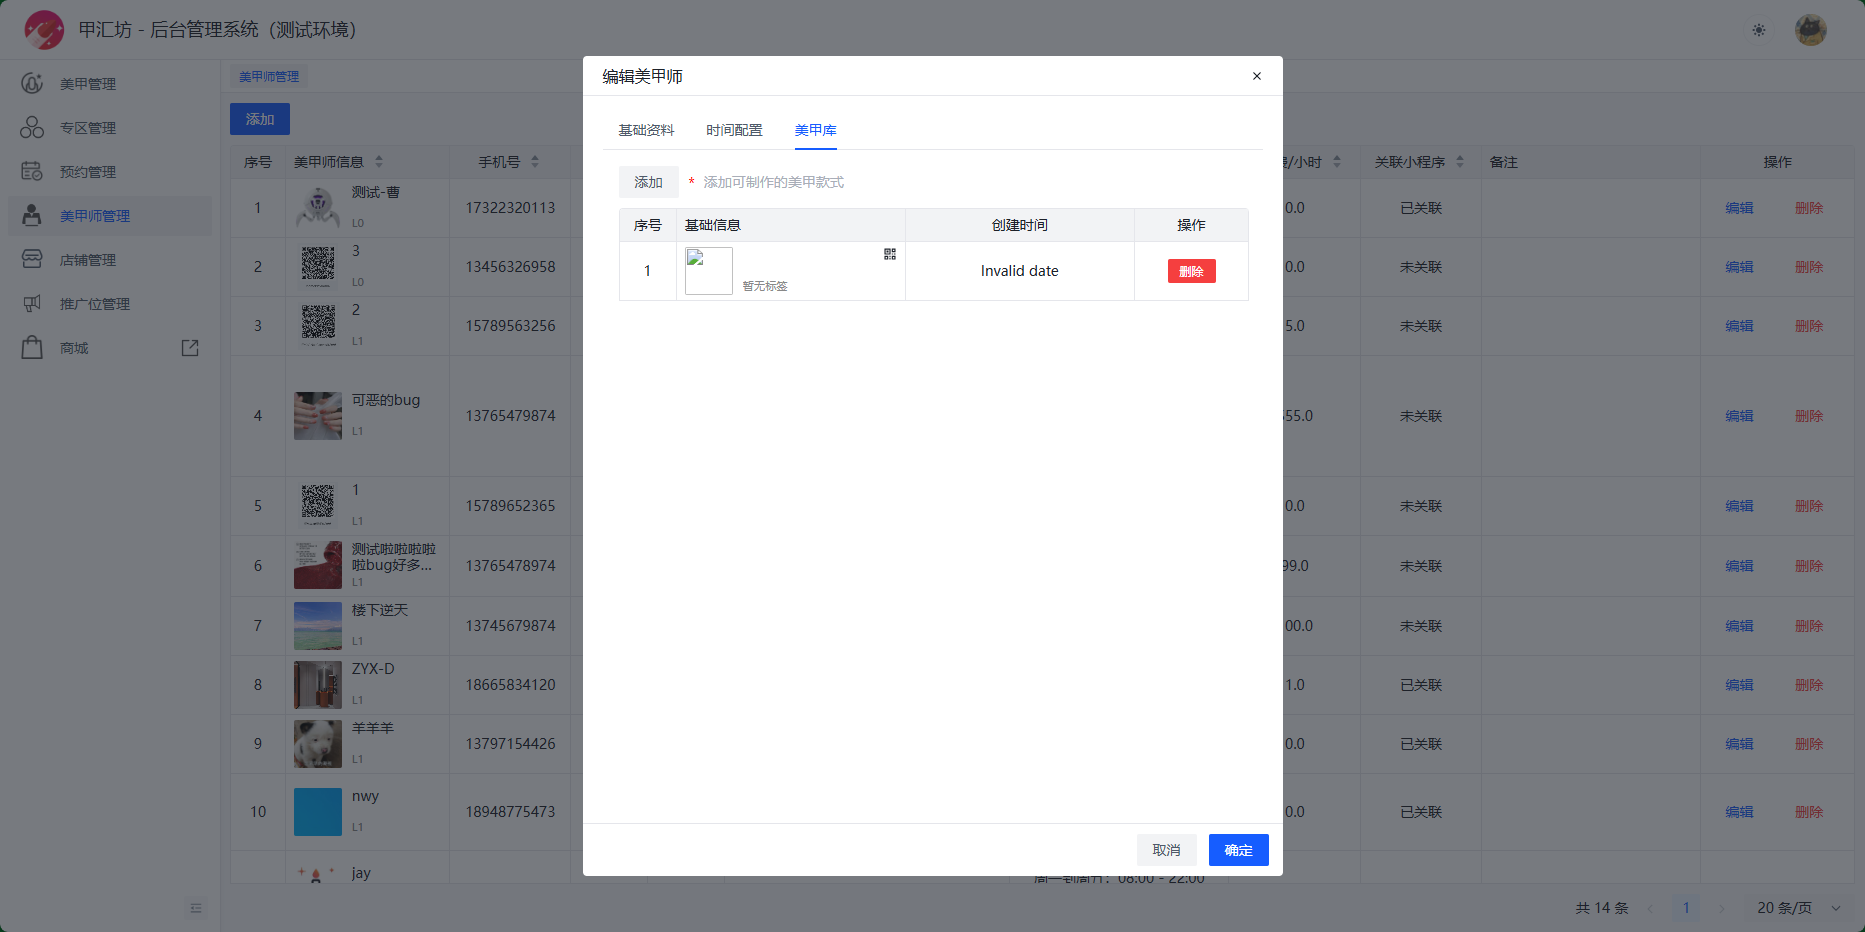 甲汇坊 - 后台管理系统（测试环境）
美甲管理
专区管理
预约管理
美甲师管理
店铺管理
推广位管理
商城
美甲师管理
添加
序号 美甲师信息 手机号 /小时 关联小程序 备注 操作
1 测试-曹 L0 17322320113 0.0 已关联 编辑 删除
2 3 L0 13456326958 0.0 未关联 编辑 删除
3 2 L1 15789563256 5.0 未关联 编辑 删除
4 可恶的bug L1 13765479874 55.0 未关联 编辑 删除
5 1 L1 15789652365 0.0 未关联 编辑 删除
6 测试啦啦啦啦
啦bug好多... L1 13765478974 99.0 未关联 编辑 删除
7 楼下逆天 L1 13745679874 00.0 未关联 编辑 删除
8 ZYX-D L1 18665834120 1.0 已关联 编辑 删除
9 羊羊羊 L1 13797154426 0.0 已关联 编辑 删除
10 nwy L1 18948775473 0.0 已关联 编辑 删除
jay
周一到周五：08:00 - 22:00
共 14 条 1 20 条/页
编辑美甲师
基础资料 时间配置 美甲库
添加 * 添加可制作的美甲款式
序号 基础信息 创建时间 操作
1 暂无标签 Invalid date 删除
取消 确定